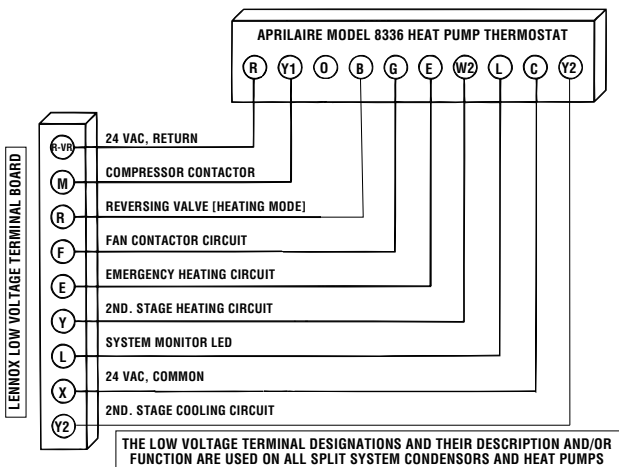 APRILAIRE MODEL 8336 HEAT PUMP THERMOSTAT
R Y1 O B G E W2 L C Y2
LENNOX LOW VOLTAGE TERMINAL BOARD
R-VR 24 VAC, RETURN
M COMPRESSOR CONTACTOR
R REVERSING VALVE [HEATING MODE]
F FAN CONTACTOR CIRCUIT
E EMERGENCY HEATING CIRCUIT
Y 2ND. STAGE HEATING CIRCUIT
L SYSTEM MONITOR LED
X 24 VAC, COMMON
Y2 2ND. STAGE COOLING CIRCUIT
THE LOW VOLTAGE TERMINAL DESIGNATIONS AND THEIR DESCRIPTION AND/OR
FUNCTION ARE USED ON ALL SPLIT SYSTEM CONDENSORS AND HEAT PUMPS